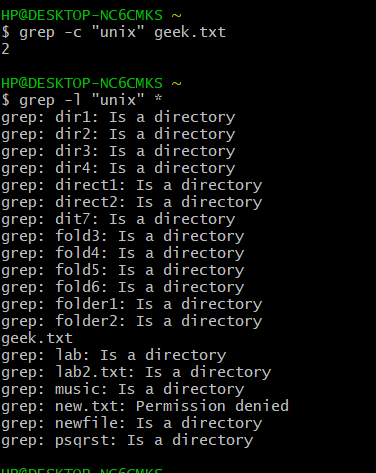 HP@DESKTOP-NC6CMKS ~
$ grep -c "unix" geek.txt
2
HP@DESKTOP-NC6CMKS ~
$ grep -l "unix" *
grep: dir1: Is a directory
grep: dir2: Is a directory
grep: dir3: Is a directory
grep: dir4: Is a directory
grep: direct1: Is a directory
grep: direct2: Is a directory
grep: dit7: Is a directory
grep: fold3: Is a directory
grep: fold4: Is a directory
grep: fold5: Is a directory
grep: fold6: Is a directory
grep: folder1: Is a directory
grep: folder2: Is a directory
geek.txt
grep: lab: Is a directory
grep: lab2.txt: Is a directory
grep: music: Is a directory
grep: new.txt: Permission denied
grep: newfile: Is a directory
grep: psqrst: Is a directory
HP@DESKTOP-NC6CMKS ~